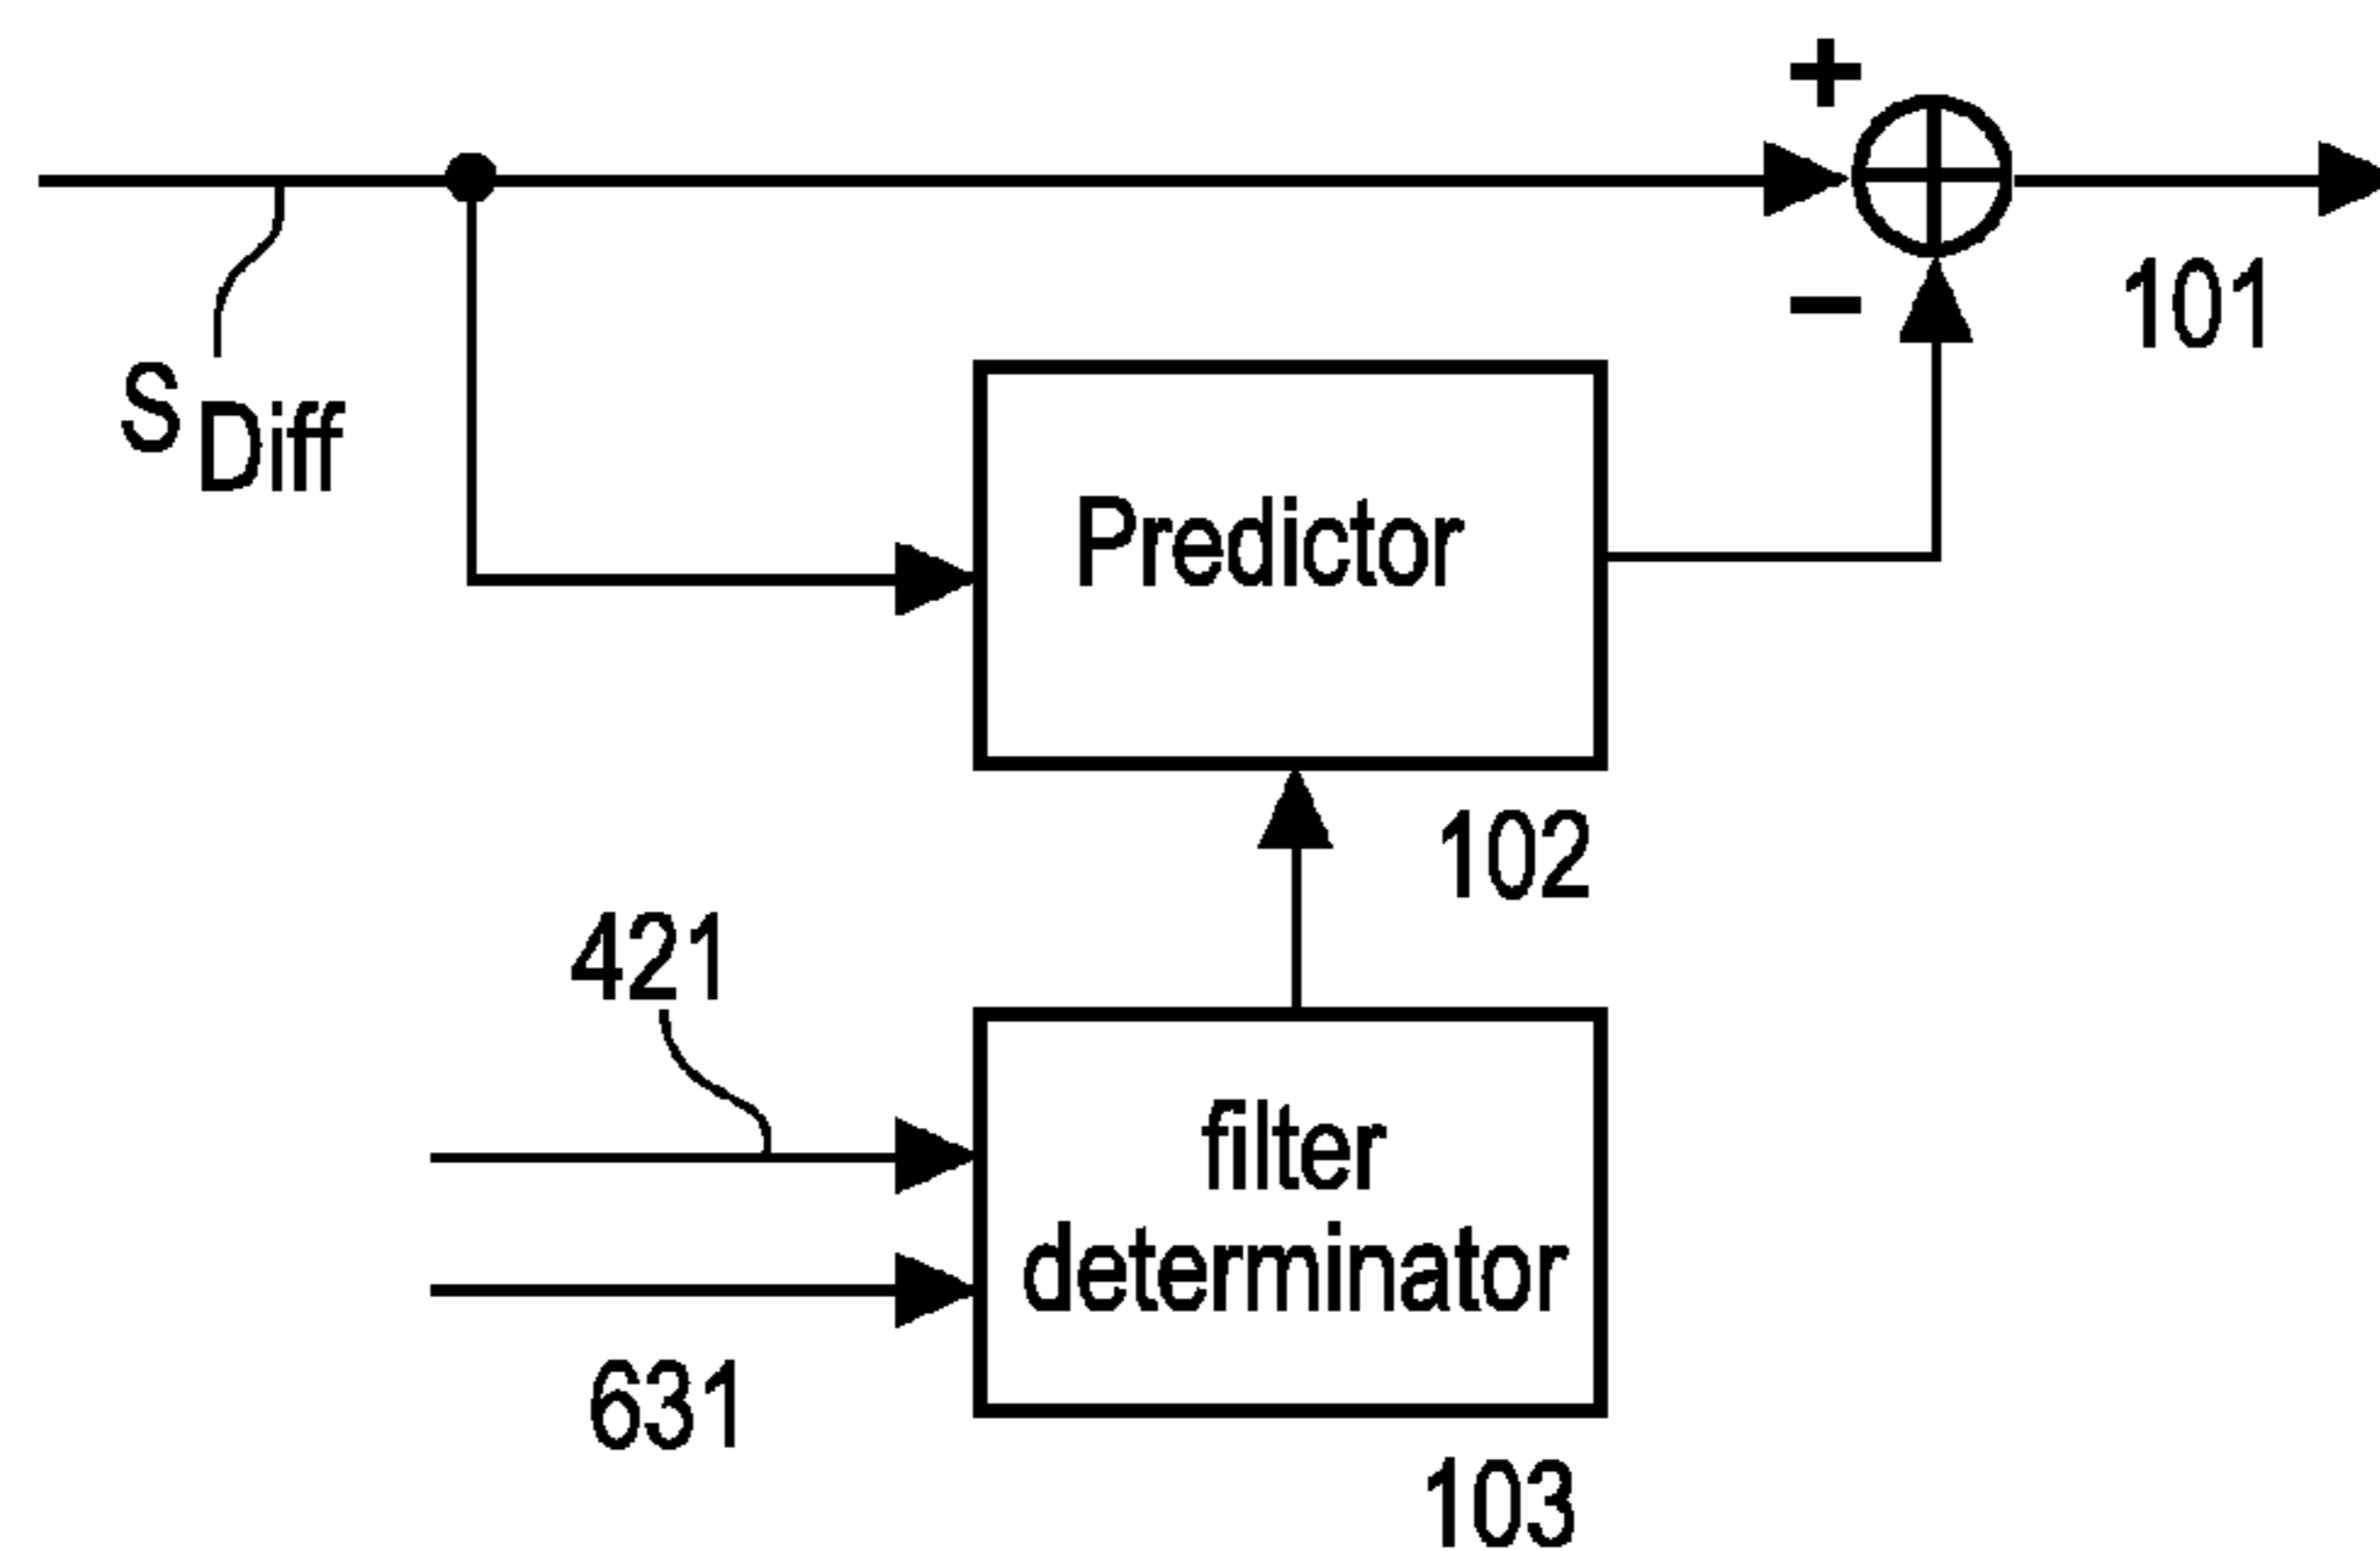 +
−
101
S Diff
Predictor
102
421
filter
determinator
631
103